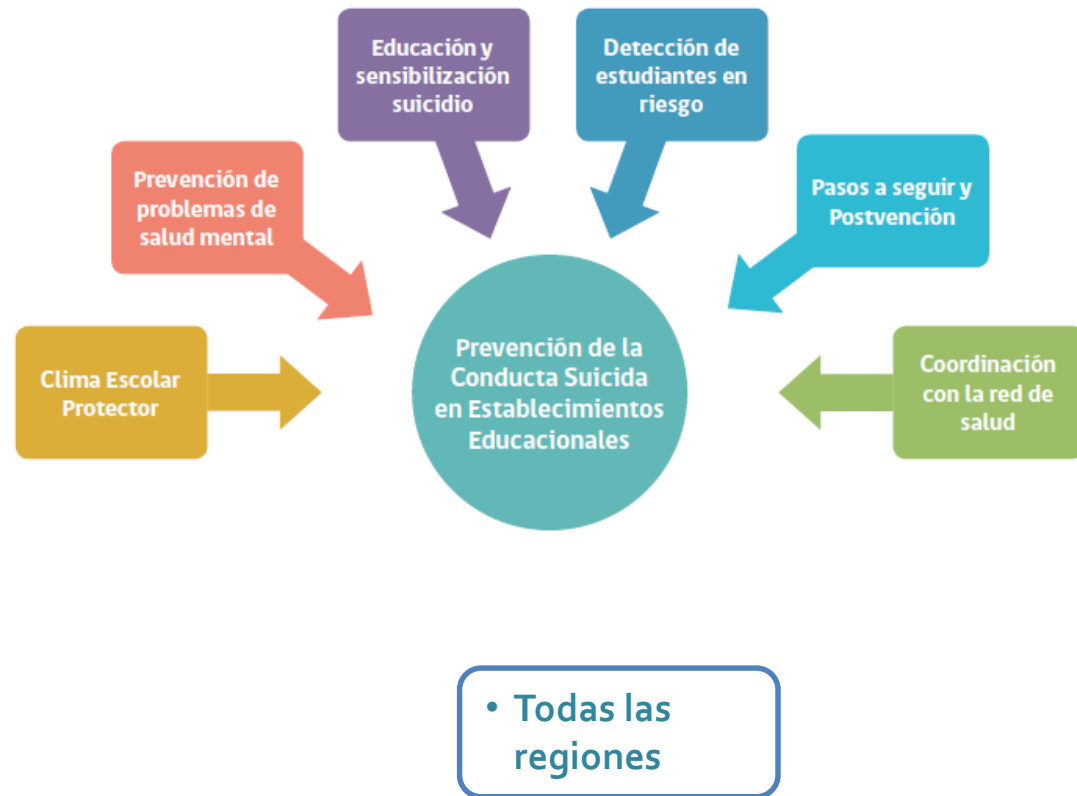 Educación y
sensibilización
suicidio
Detección de
estudiantes en
riesgo
Prevención de
problemas de
salud mental
Pasos a seguir y
Postvención
Clima Escolar
Protector
Prevención de la
Conducta Suicida
en Establecimientos
Educacionales
Coordinación
con la red de
salud
• Todas las
regiones